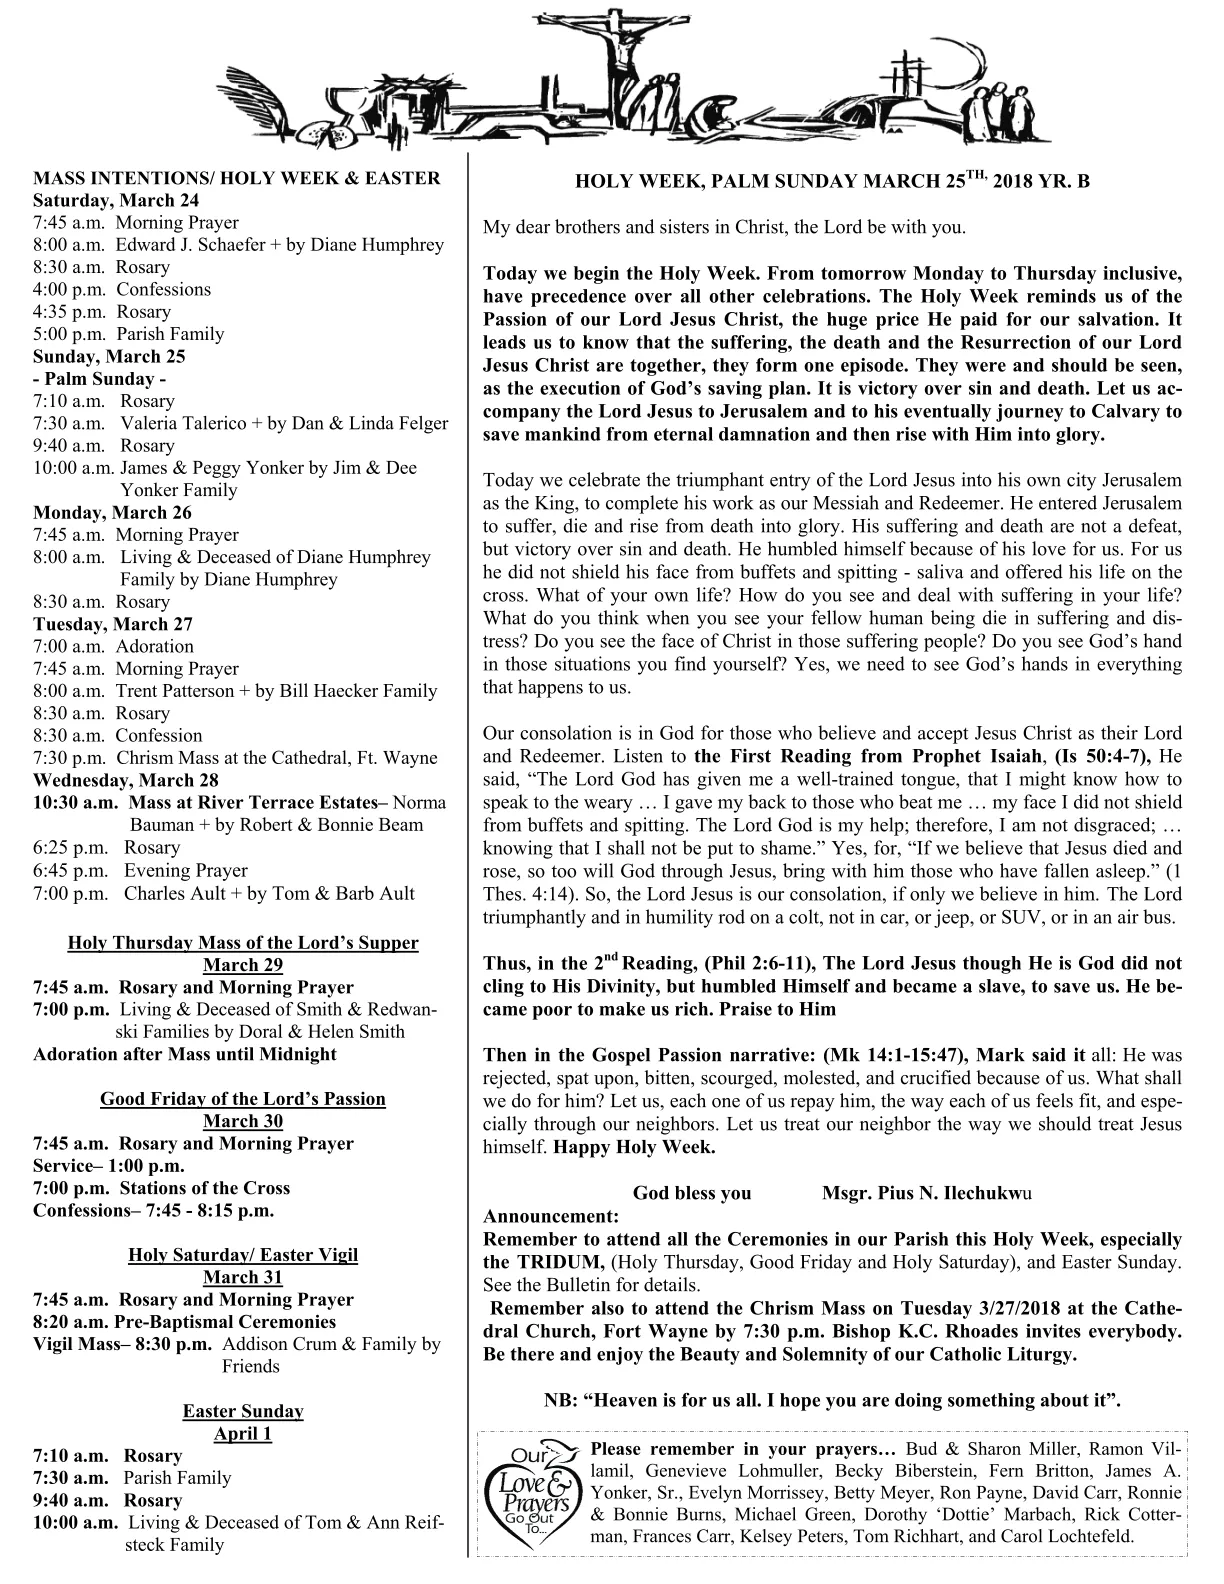 MASS INTENTIONS/ HOLY WEEK & EASTER
Saturday, March 24
7:45 a.m. Morning Prayer
8:00 a.m. Edward J. Schaefer + by Diane Humphrey
8:30 a.m. Rosary
4:00 p.m. Confessions
4:35 p.m. Rosary
5:00 p.m. Parish Family
Sunday, March 25
- Palm Sunday -
7:10 a.m. Rosary
7:30 a.m. Valeria Talerico + by Dan & Linda Felger
9:40 a.m. Rosary
10:00 a.m. James & Peggy Yonker by Jim & Dee
Yonker Family
Monday, March 26
7:45 a.m. Morning Prayer
8:00 a.m. Living & Deceased of Diane Humphrey
Family by Diane Humphrey
8:30 a.m. Rosary
Tuesday, March 27
7:00 a.m. Adoration
7:45 a.m. Morning Prayer
8:00 a.m. Trent Patterson + by Bill Haecker Family
8:30 a.m. Rosary
8:30 a.m. Confession
7:30 p.m. Chrism Mass at the Cathedral, Ft. Wayne
Wednesday, March 28
10:30 a.m. Mass at River Terrace Estates– Norma
Bauman + by Robert & Bonnie Beam
6:25 p.m. Rosary
6:45 p.m. Evening Prayer
7:00 p.m. Charles Ault + by Tom & Barb Ault
Holy Thursday Mass of the Lord's Supper
March 29
7:45 a.m. Rosary and Morning Prayer
7:00 p.m. Living & Deceased of Smith & Redwan-
ski Families by Doral & Helen Smith
Adoration after Mass until Midnight
Good Friday of the Lord's Passion
March 30
7:45 a.m. Rosary and Morning Prayer
Service– 1:00 p.m.
7:00 p.m. Stations of the Cross
Confessions– 7:45 - 8:15 p.m.
Holy Saturday/ Easter Vigil
March 31
7:45 a.m. Rosary and Morning Prayer
8:20 a.m. Pre-Baptismal Ceremonies
Vigil Mass– 8:30 p.m. Addison Crum & Family by
Friends
Easter Sunday
April 1
7:10 a.m. Rosary
7:30 a.m. Parish Family
9:40 a.m. Rosary
10:00 a.m. Living & Deceased of Tom & Ann Reif-
steck Family
HOLY WEEK, PALM SUNDAY MARCH 25TH, 2018 YR. B
My dear brothers and sisters in Christ, the Lord be with you.
Today we begin the Holy Week. From tomorrow Monday to Thursday inclusive,
have precedence over all other celebrations. The Holy Week reminds us of the
Passion of our Lord Jesus Christ, the huge price He paid for our salvation. It
leads us to know that the suffering, the death and the Resurrection of our Lord
Jesus Christ are together, they form one episode. They were and should be seen,
as the execution of God's saving plan. It is victory over sin and death. Let us ac-
company the Lord Jesus to Jerusalem and to his eventually journey to Calvary to
save mankind from eternal damnation and then rise with Him into glory.
Today we celebrate the triumphant entry of the Lord Jesus into his own city Jerusalem
as the King, to complete his work as our Messiah and Redeemer. He entered Jerusalem
to suffer, die and rise from death into glory. His suffering and death are not a defeat,
but victory over sin and death. He humbled himself because of his love for us. For us
he did not shield his face from buffets and spitting - saliva and offered his life on the
cross. What of your own life? How do you see and deal with suffering in your life?
What do you think when you see your fellow human being die in suffering and dis-
tress? Do you see the face of Christ in those suffering people? Do you see God's hand
in those situations you find yourself? Yes, we need to see God's hands in everything
that happens to us.
Our consolation is in God for those who believe and accept Jesus Christ as their Lord
and Redeemer. Listen to the First Reading from Prophet Isaiah, (Is 50:4-7), He
said, "The Lord God has given me a well-trained tongue, that I might know how to
speak to the weary … I gave my back to those who beat me … my face I did not shield
from buffets and spitting. The Lord God is my help; therefore, I am not disgraced; …
knowing that I shall not be put to shame." Yes, for, "If we believe that Jesus died and
rose, so too will God through Jesus, bring with him those who have fallen asleep." (1
Thes. 4:14). So, the Lord Jesus is our consolation, if only we believe in him. The Lord
triumphantly and in humility rod on a colt, not in car, or jeep, or SUV, or in an air bus.
Thus, in the 2nd Reading, (Phil 2:6-11), The Lord Jesus though He is God did not
cling to His Divinity, but humbled Himself and became a slave, to save us. He be-
came poor to make us rich. Praise to Him
Then in the Gospel Passion narrative: (Mk 14:1-15:47), Mark said it all: He was
rejected, spat upon, bitten, scourged, molested, and crucified because of us. What shall
we do for him? Let us, each one of us repay him, the way each of us feels fit, and espe-
cially through our neighbors. Let us treat our neighbor the way we should treat Jesus
himself. Happy Holy Week.
God bless you Msgr. Pius N. Ilechukwu
Announcement:
Remember to attend all the Ceremonies in our Parish this Holy Week, especially
the TRIDUM, (Holy Thursday, Good Friday and Holy Saturday), and Easter Sunday.
See the Bulletin for details.
Remember also to attend the Chrism Mass on Tuesday 3/27/2018 at the Cathe-
dral Church, Fort Wayne by 7:30 p.m. Bishop K.C. Rhoades invites everybody.
Be there and enjoy the Beauty and Solemnity of our Catholic Liturgy.
NB: "Heaven is for us all. I hope you are doing something about it".
Our
Love &
Prayers
Go Out
To...
Please remember in your prayers… Bud & Sharon Miller, Ramon Vil-
lamil, Genevieve Lohmuller, Becky Biberstein, Fern Britton, James A.
Yonker, Sr., Evelyn Morrissey, Betty Meyer, Ron Payne, David Carr, Ronnie
& Bonnie Burns, Michael Green, Dorothy 'Dottie' Marbach, Rick Cotter-
man, Frances Carr, Kelsey Peters, Tom Richhart, and Carol Lochtefeld.